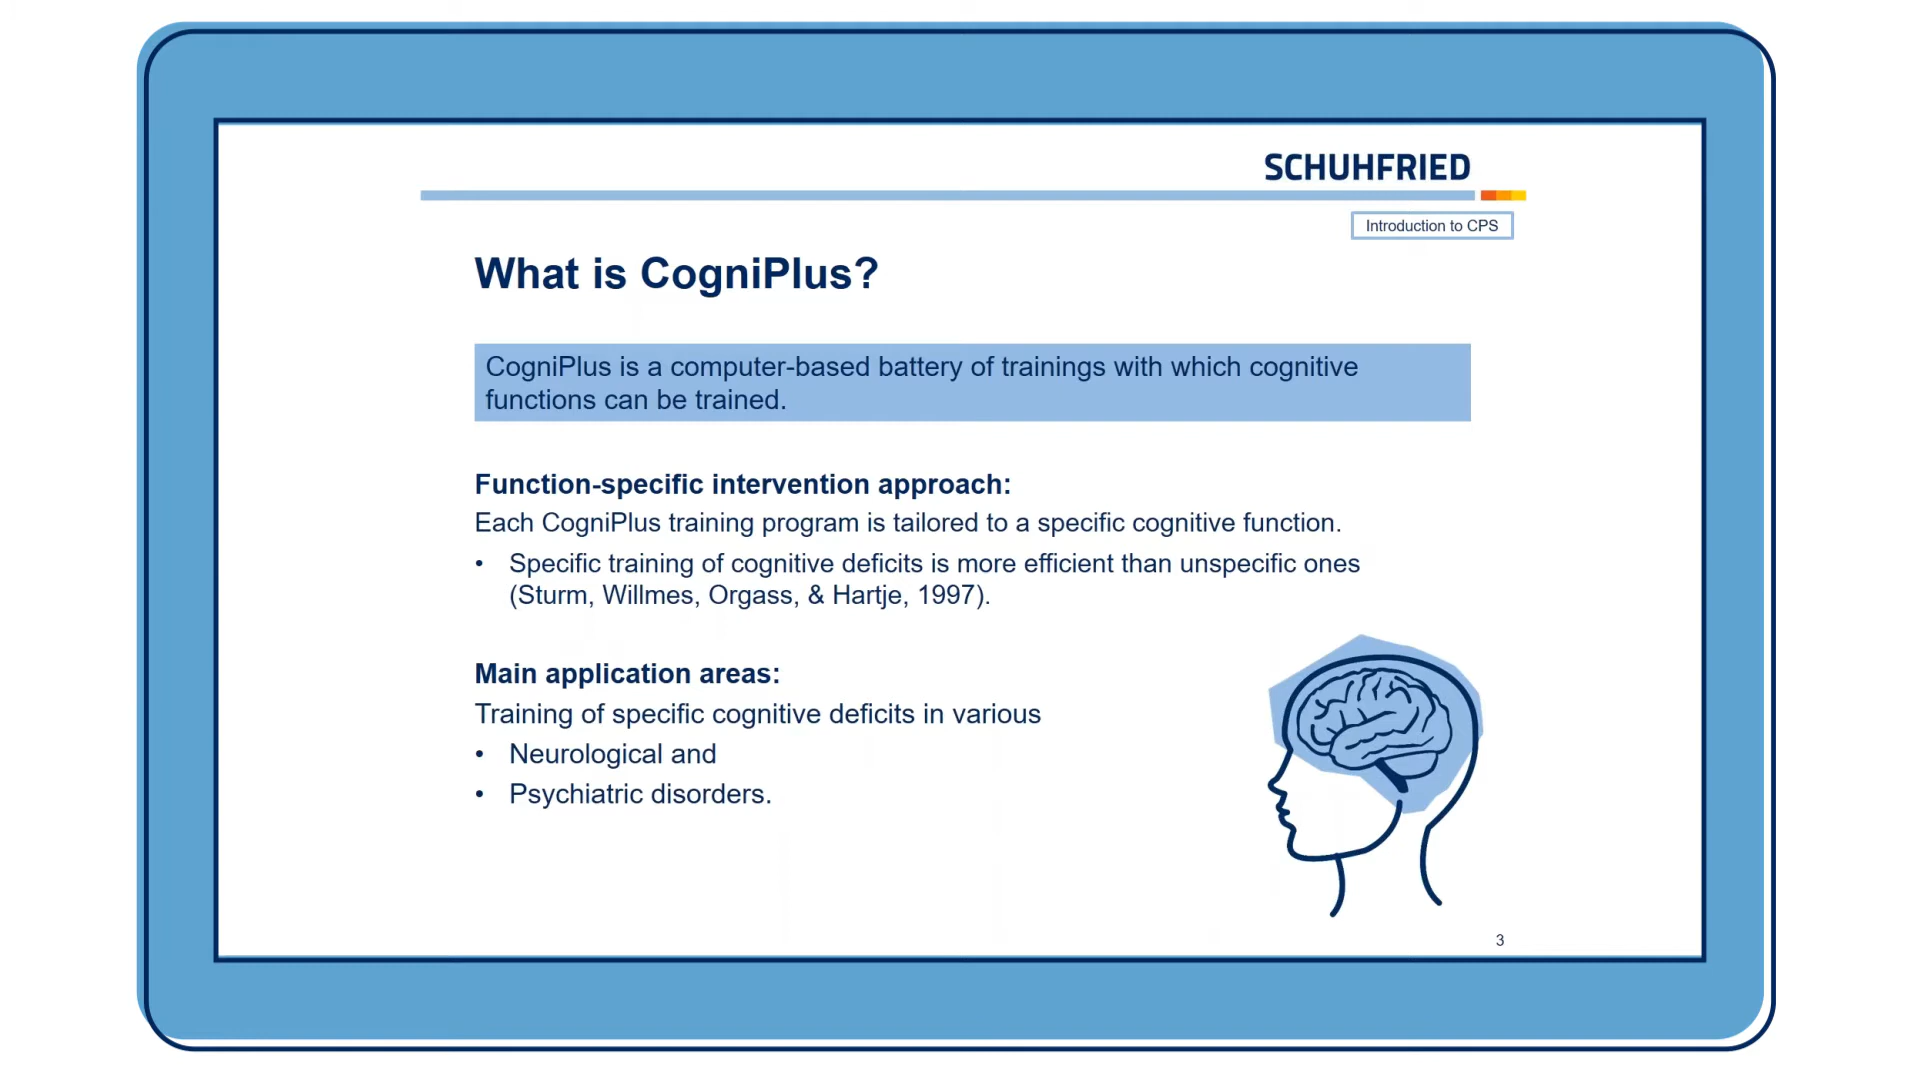 SCHUHFRIED
Introduction to CPS
What is CogniPlus?
CogniPlus is a computer-based battery of trainings with which cognitive
functions can be trained.
Function-specific intervention approach:
Each CogniPlus training program is tailored to a specific cognitive function.
• Specific training of cognitive deficits is more efficient than unspecific ones
(Sturm, Willmes, Orgass, & Hartje, 1997).
Main application areas:
Training of specific cognitive deficits in various
• Neurological and
• Psychiatric disorders.
3